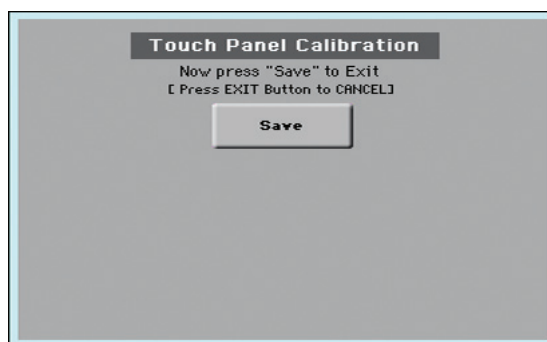 Touch Panel Calibration
Now press "Save" to Exit
[ Press EXIT Button to CANCEL]
Save